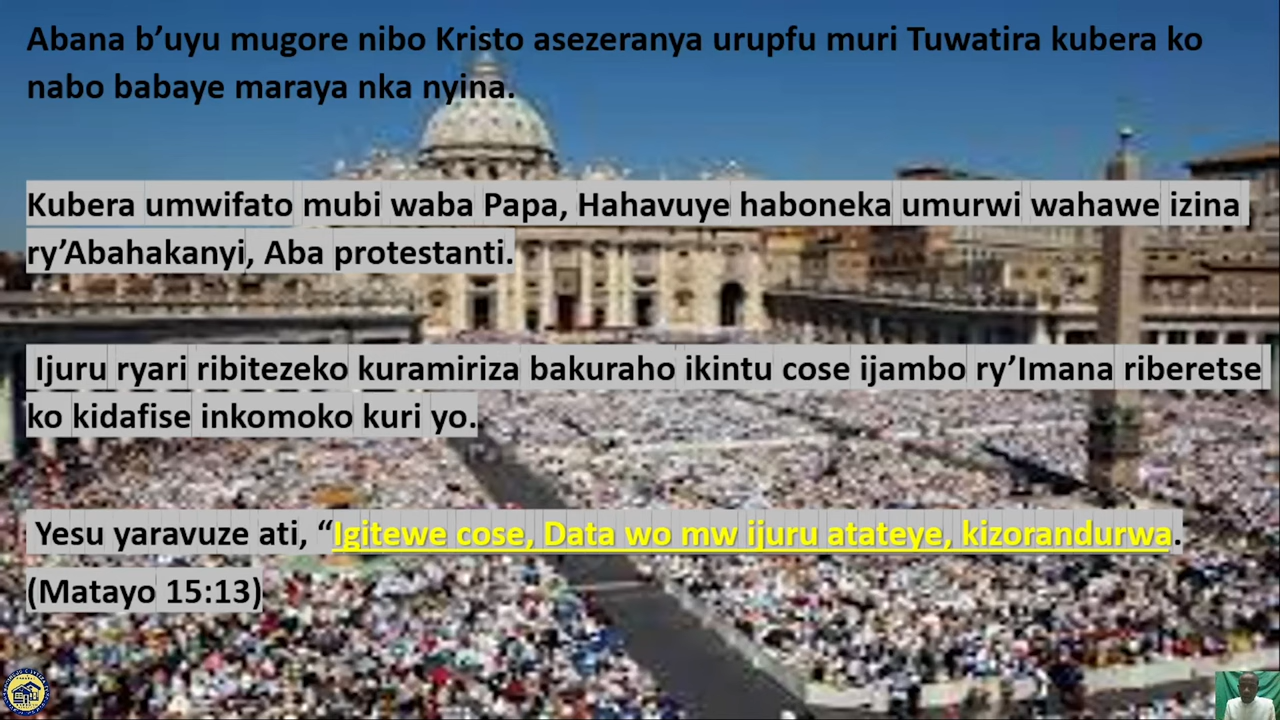 Abana b’uyu mugore nibo Kristo asezeranya urupfu muri Tuwatira kubera ko
nabo babaye maraya nka nyina.
Kubera umwifato mubi waba Papa, Hahavuye haboneka umurwi wahawe izina
ry’Abahakanyi, Aba protestanti.
Ijuru ryari ribitezeko kuramiriza bakuraho ikintu cose ijambo ry’Imana riberetse
ko kidafise inkomoko kuri yo.
Yesu yaravuze ati, “Igitewe cose, Data wo mw ijuru atateye, kizorandurwa.
(Matayo 15:13)